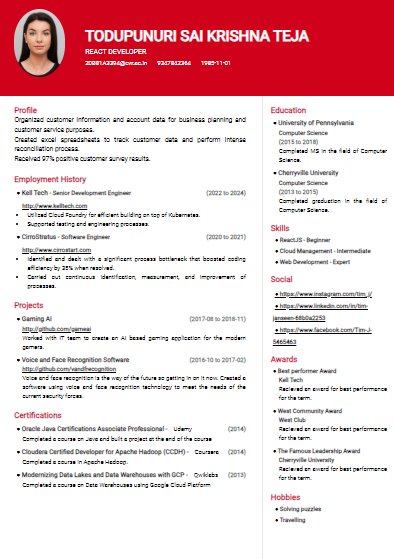 TODUPUNURI SAI KRISHNA TEJA
REACT DEVELOPER
20881A3394@cvr.ac.in 9347842364 1985-11-01
Profile
Organized customer information and account data for business planning and
customer service purposes.
Created excel spreadsheets to track customer data and perform intense
reconciliation process.
Received 97% positive customer survey results.
Employment History
• Kell Tech - Senior Development Engineer (2022 to 2024)
http://www.kelltech.com
• Utilized Cloud Foundry for efficient building on top of Kubernetes.
• Supported testing and engineering processes.
• CirroStratus - Software Engineer (2020 to 2021)
http://www.cirrostart.com
• Identified and dealt with a significant process bottleneck that boosted coding
efficiency by 35% when resolved.
• Carried out continuous identification, measurement, and improvement of
processes.
Projects
• Gaming AI (2017-08 to 2018-11)
http://github.com/gameai
Worked with IT team to create an AI based gaming application for the modern
gamers.
• Voice and Face Recognition Software (2016-10 to 2017-02)
http://github.com/vandfrecognition
Voice and face recognition is the way of the future so getting in on it now. Created a
software using voice and face recognition technology to meet the needs of the
current security forces.
Certifications
• Oracle Java Certifications Associate Professional - Udemy (2014)
Completed a course on Java and built a project at the end of the course
• Cloudera Certified Developer for Apache Hadoop (CCDH) - Coursera (2014)
Completed a course in Apache Hadoop.
• Modernizing Data Lakes and Data Warehouses with GCP - Qwiklabs (2013)
Completed a course on Data Warehouses using Google Cloud Platform
Education
• University of Pennsylvania
Computer Science
(2015 to 2018)
Completed MS in the field of Computer
Science.
• Cherryville University
Computer Science
(2013 to 2015)
Completed graduation in the field of
Computer Science.
Skills
• ReactJS - Beginner
• Cloud Management - Intermediate
• Web Development - Expert
Social
• https://www.instagram.com/tim_j/
• https://www.linkedin.com/in/tim-
janseen-68b0a2253
• https://www.facebook.com/Tim-J-
5465463
Awards
• Best performer Award
Kell Tech
Recieved an award for best performance
for the term.
• West Community Award
West Club
Recieved an award for best performance
for the term.
• The Famous Leadership Award
Cherryville University
Recieved an award for best performance
for the term.
Hobbies
• Solving puzzles
• Travelling